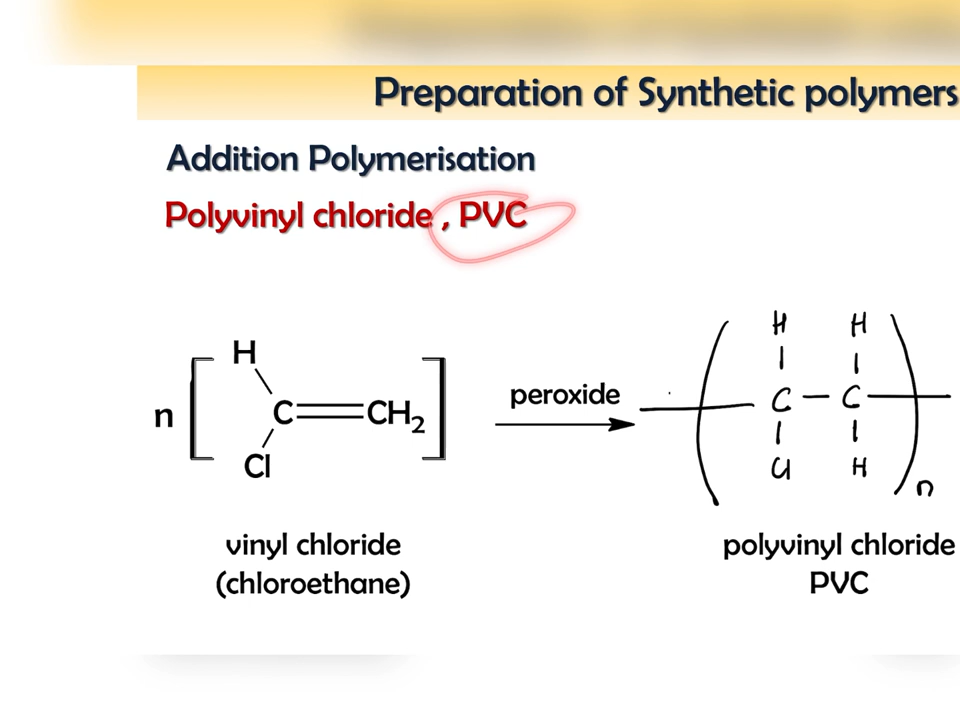 Preparation of Synthetic polymers
Addition Polymerisation
Polyvinyl chloride , PVC
H
n C CH2
Cl
peroxide
H H
C C
Cl H
n
vinyl chloride
(chloroethane)
polyvinyl chloride
PVC